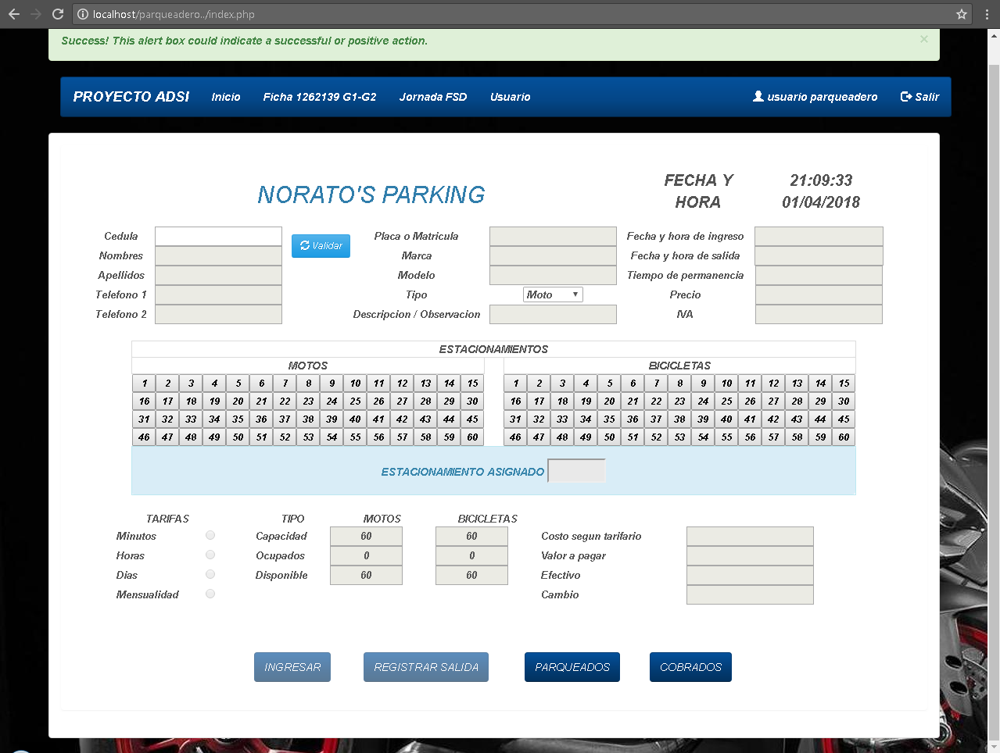 localhost/parqueadero../index.php
Success! This alert box could indicate a successful or positive action. ×
PROYECTO ADSI Inicio Ficha 1262139 G1-G2 Jornada FSD Usuario usuario parqueadero Salir
NORATO'S PARKING
FECHA Y HORA
21:09:33
01/04/2018
Cedula Validar Placa o Matricula Fecha y hora de ingreso
Nombres Marca Fecha y hora de salida
Apellidos Modelo Tiempo de permanencia
Telefono 1 Tipo Moto Precio
Telefono 2 Descripcion / Observacion IVA
ESTACIONAMIENTOS
MOTOS BICICLETAS
1 2 3 4 5 6 7 8 9 10 11 12 13 14 15 1 2 3 4 5 6 7 8 9 10 11 12 13 14 15
16 17 18 19 20 21 22 23 24 25 26 27 28 29 30 16 17 18 19 20 21 22 23 24 25 26 27 28 29 30
31 32 33 34 35 36 37 38 39 40 41 42 43 44 45 31 32 33 34 35 36 37 38 39 40 41 42 43 44 45
46 47 48 49 50 51 52 53 54 55 56 57 58 59 60 46 47 48 49 50 51 52 53 54 55 56 57 58 59 60
ESTACIONAMIENTO ASIGNADO
TARIFAS TIPO MOTOS BICICLETAS
Minutos Capacidad 60 60 Costo segun tarifario
Horas Ocupados 0 0 Valor a pagar
Dias Disponible 60 60 Efectivo
Mensualidad Cambio
INGRESAR REGISTRAR SALIDA PARQUEADOS COBRADOS